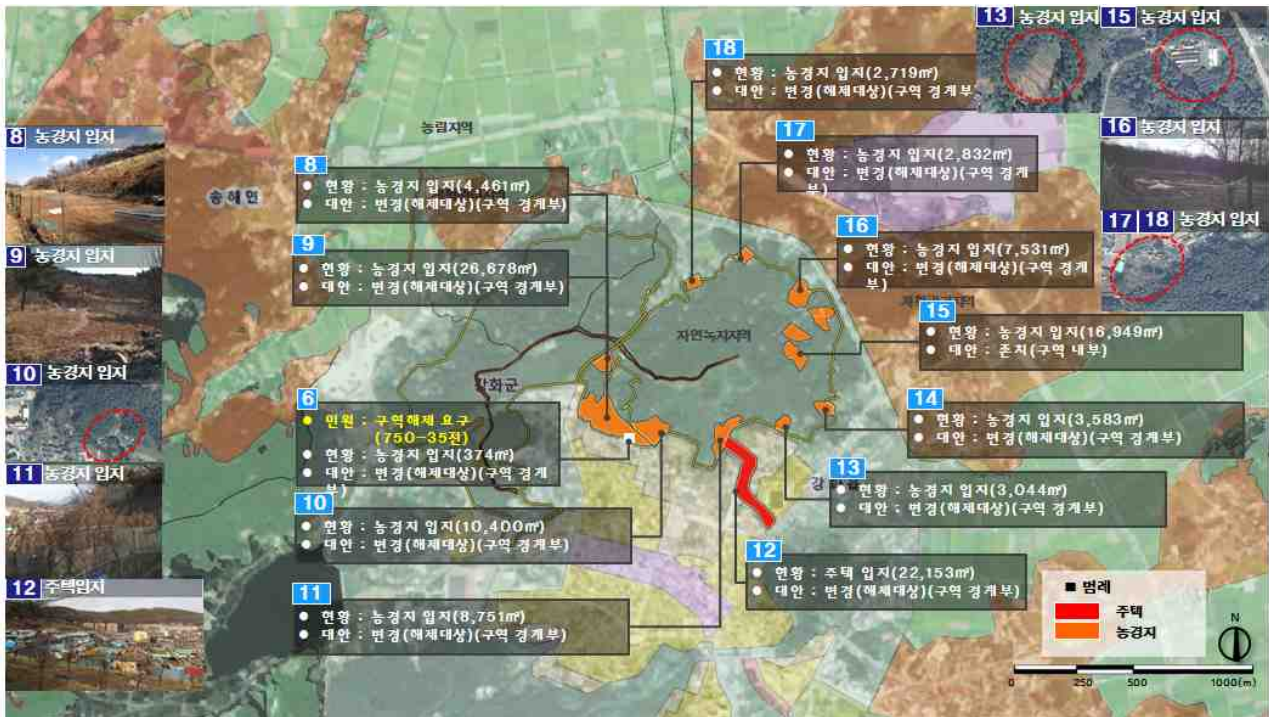 13 농경지 입지
15 농경지 입지
18
● 현황 : 농경지 입지(2,719㎡)
● 대안 : 변경(해제대상)(구역 경계부
농림지역
17
● 현황 : 농경지 입지(2,832㎡)
● 대안 : 변경(해제대상)(구역 경계
부)
16 농경지 입지
8 농경지 입지
8
● 현황 : 농경지 입지(4,461㎡)
● 대안 : 변경(해제대상)(구역 경계부)
송해면
17 18 농경지 입지
16
● 현황 : 농경지 입지(7,531㎡)
● 대안 : 변경(해제대상)(구역 경계
부)
9 농경지 입지
9
● 현황 : 농경지 입지(26,678㎡)
● 대안 : 변경(해제대상)(구역 경계부)
15
● 현황 : 농경지 입지(16,949㎡)
● 대안 : 존치(구역 내부)
자연녹지지역
10 농경지 입지
6
● 민원 : 구역해제 요구
(750-35전)
● 현황 : 농경지 입지(374㎡)
● 대안 : 변경(해제대상)(구역 경계
부)
14
● 현황 : 농경지 입지(3,583㎡)
● 대안 : 변경(해제대상)(구역 경계부)
11 농경지 입지
13
● 현황 : 농경지 입지(3,044㎡)
● 대안 : 변경(해제대상)(구역 경계부)
10
● 현황 : 농경지 입지(10,400㎡)
● 대안 : 변경(해제대상)(구역 경계부)
12
● 현황 : 주택 입지(22,153㎡)
● 대안 : 변경(해제대상)(구역 경계부)
12 주택입지
11
● 현황 : 농경지 입지(8,751㎡)
● 대안 : 변경(해제대상)(구역 경계부)
■ 범례
주택
농경지
N
0 250 500 1000(m)